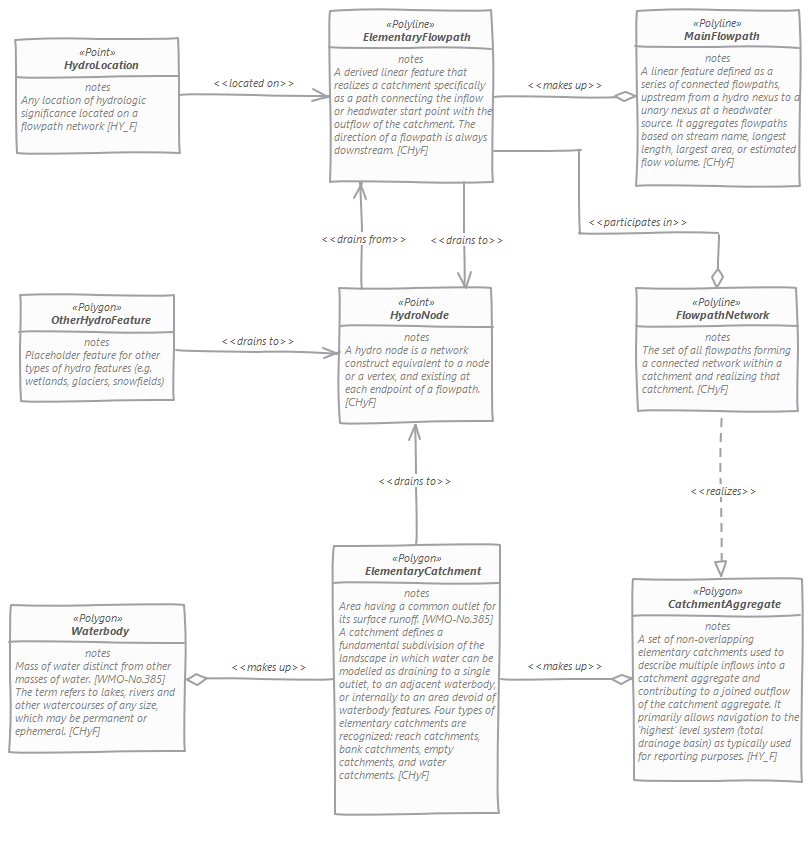 «Point»
HydroLocation
notes
Any location of hydrologic
significance located on a
flowpath network [HY_F]
<<located on>>
«Polyline»
ElementaryFlowpath
notes
A derived linear feature that
realizes a catchment specifically
as a path connecting the inflow
or headwater start point with the
outflow of the catchment. The
direction of a flowpath is always
downstream. [CHyF]
<<makes up>>
«Polyline»
MainFlowpath
notes
A linear feature defined as a
series of connected flowpaths,
upstream from a hydro nexus to a
unary nexus at a headwater
source. It aggregates flowpaths
based on stream name, longest
length, largest area, or estimated
flow volume. [CHyF]
<<participates in>>
<<drains from>>
<<drains to>>
«Polygon»
OtherHydroFeature
notes
Placeholder feature for other
types of hydro features (e.g.
wetlands, glaciers, snowfields)
<<drains to>>
«Point»
HydroNode
notes
A hydro node is a network
construct equivalent to a node
or a vertex, and existing at
each endpoint of a flowpath.
[CHyF]
«Polyline»
FlowpathNetwork
notes
The set of all flowpaths forming
a connected network within a
catchment and realizing that
catchment. [CHyF]
<<drains to>>
<<realizes>>
«Polygon»
Waterbody
notes
Mass of water distinct from other
masses of water. [WMO-No.385]
The term refers to lakes, rivers and
other watercourses of any size,
which may be permanent or
ephemeral. [CHyF]
<<makes up>>
«Polygon»
ElementaryCatchment
notes
Area having a common outlet for
its surface runoff. [WMO-No.385]
A catchment defines a
fundamental subdivision of the
landscape in which water can be
modelled as draining to a single
outlet, to an adjacent waterbody,
or internally to an area devoid of
waterbody features. Four types of
elementary catchments are
recognized: reach catchments,
bank catchments, empty
catchments, and water
catchments. [CHyF]
<<makes up>>
«Polygon»
CatchmentAggregate
notes
A set of non-overlapping
elementary catchments used to
describe multiple inflows into a
catchment aggregate and
contributing to a joined outflow
of the catchment aggregate. It
primarily allows navigation to the
'highest' level system (total
drainage basin) as typically used
for reporting purposes. [HY_F]